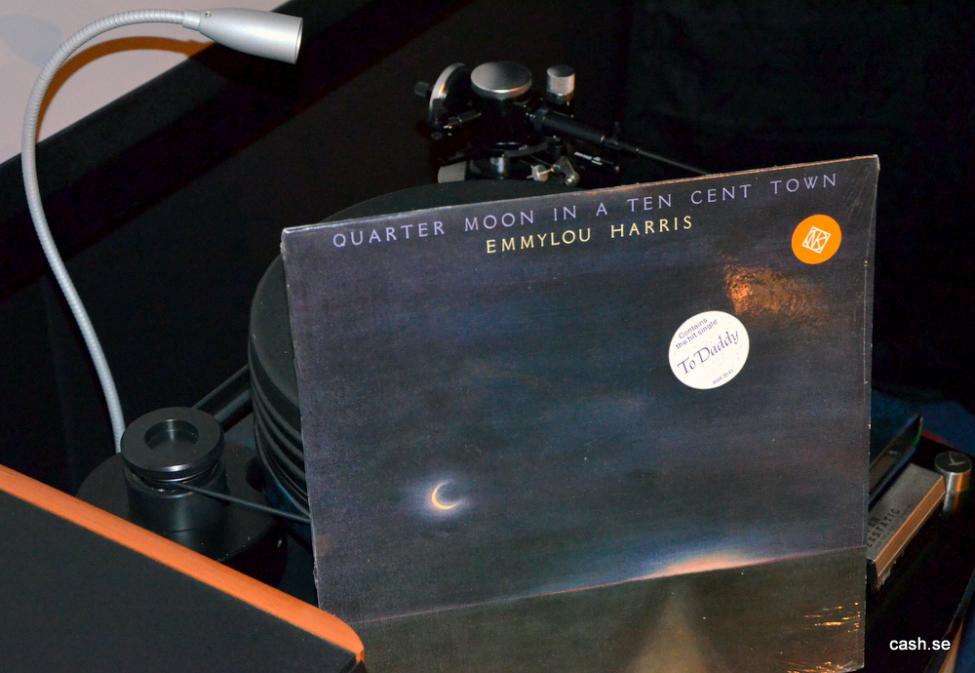 QUARTER MOON IN A TEN CENT TOWN
EMMYLOU HARRIS
Contains
the hit single
To Daddy
cash.se